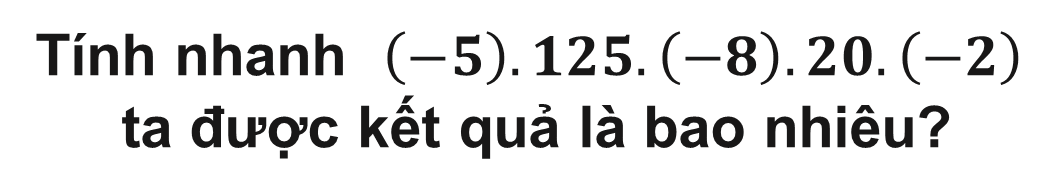 Tính nhanh (−5). 125. (−8). 20. (−2)
ta được kết quả là bao nhiêu?